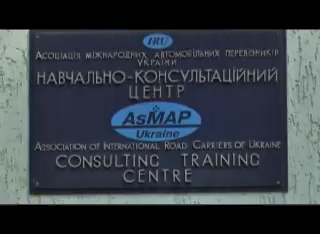 IRU
Асоціація міжнародних автомобільних перевізників
України
Навчально-консультаційний
центр
AsMAP
Ukraine
Association of International Road Carriers of Ukraine
Consulting Training
Centre